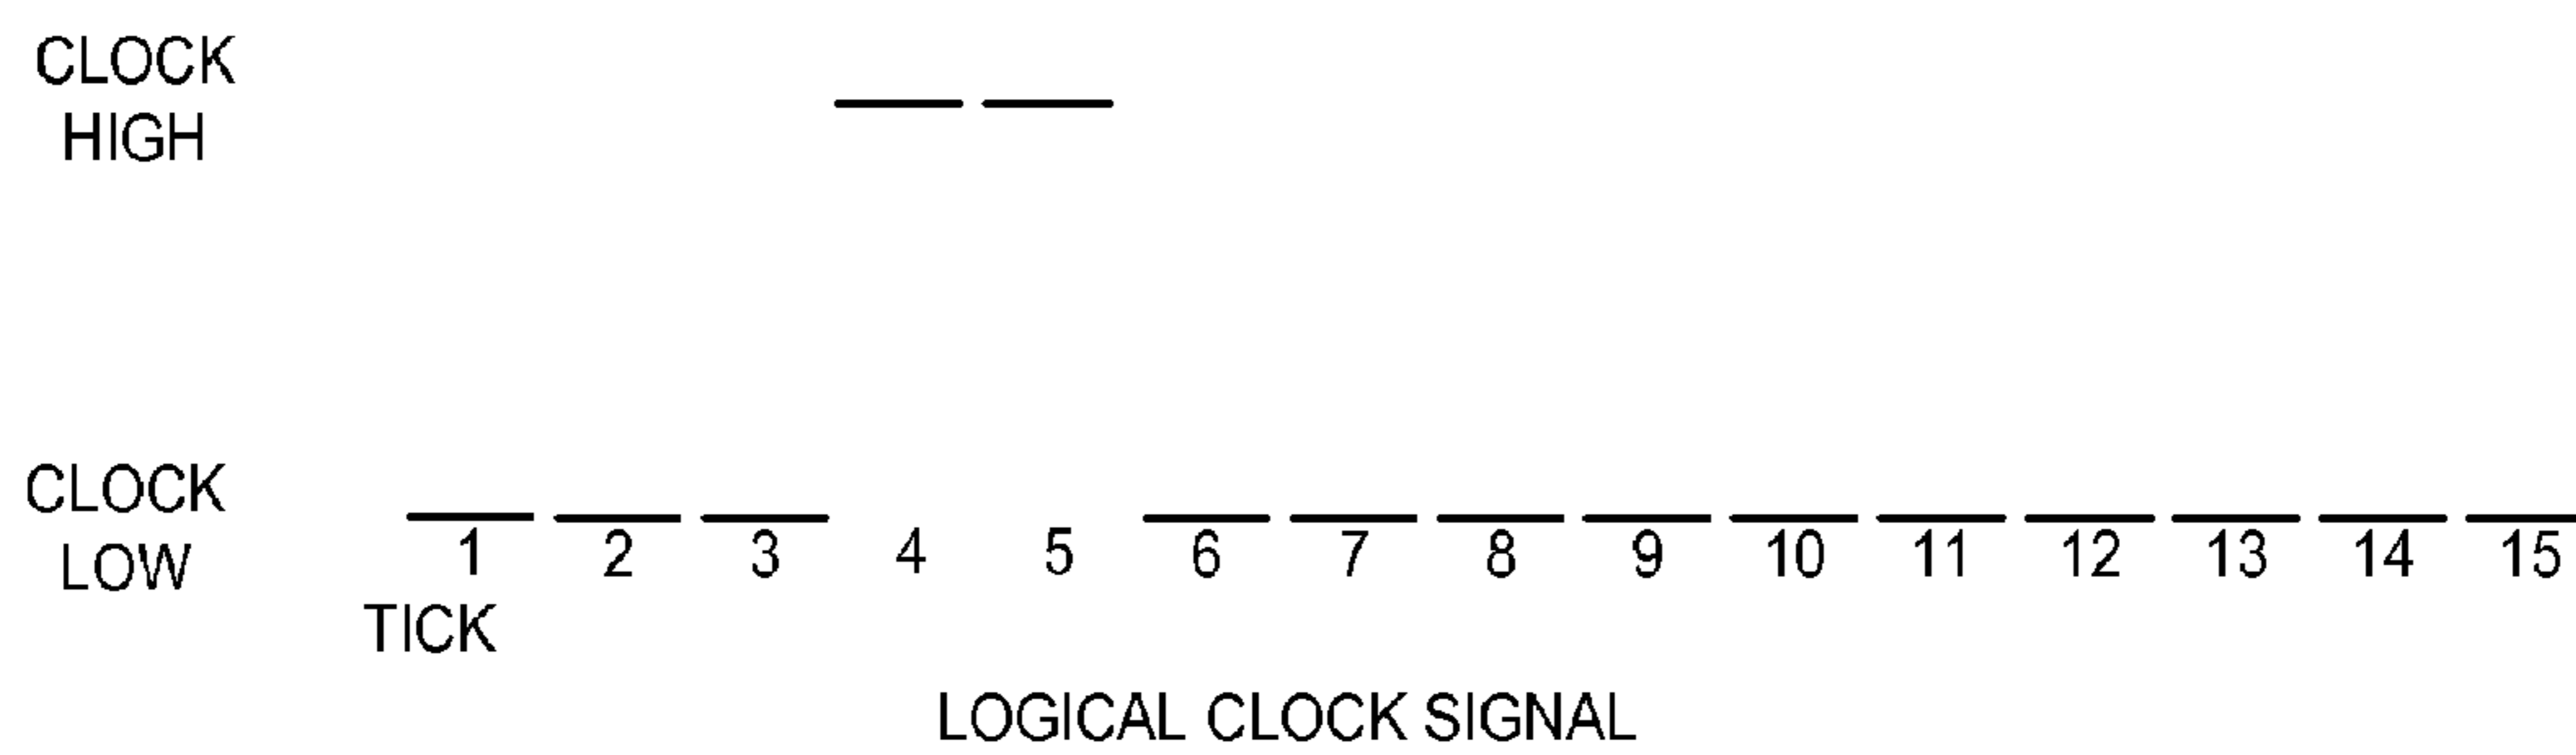 CLOCK
HIGH
CLOCK
LOW
1 2 3 4 5 6 7 8 9 10 11 12 13 14 15
TICK
LOGICAL CLOCK SIGNAL